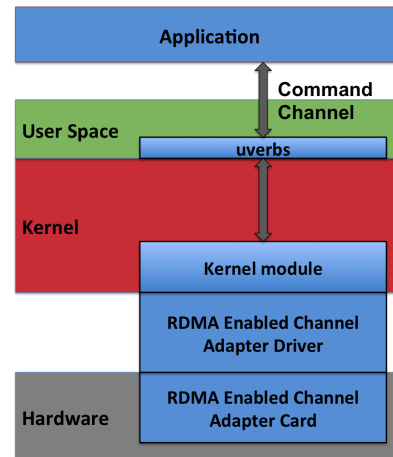 Application
Command
Channel
User Space
uverbs
Kernel
Kernel module
RDMA Enabled Channel
Adapter Driver
RDMA Enabled Channel
Adapter Card
Hardware